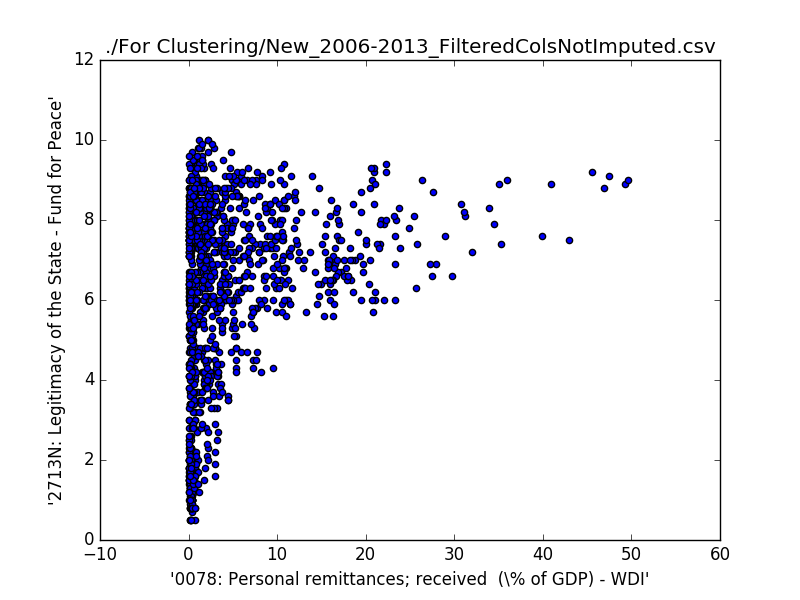 ./For Clustering/New_2006-2013_FilteredColsNotImputed.csv
12
10
8
6
4
2
0
'2713N: Legitimacy of the State - Fund for Peace'
−10 0 10 20 30 40 50 60
'0078: Personal remittances; received  (\% of GDP) - WDI'